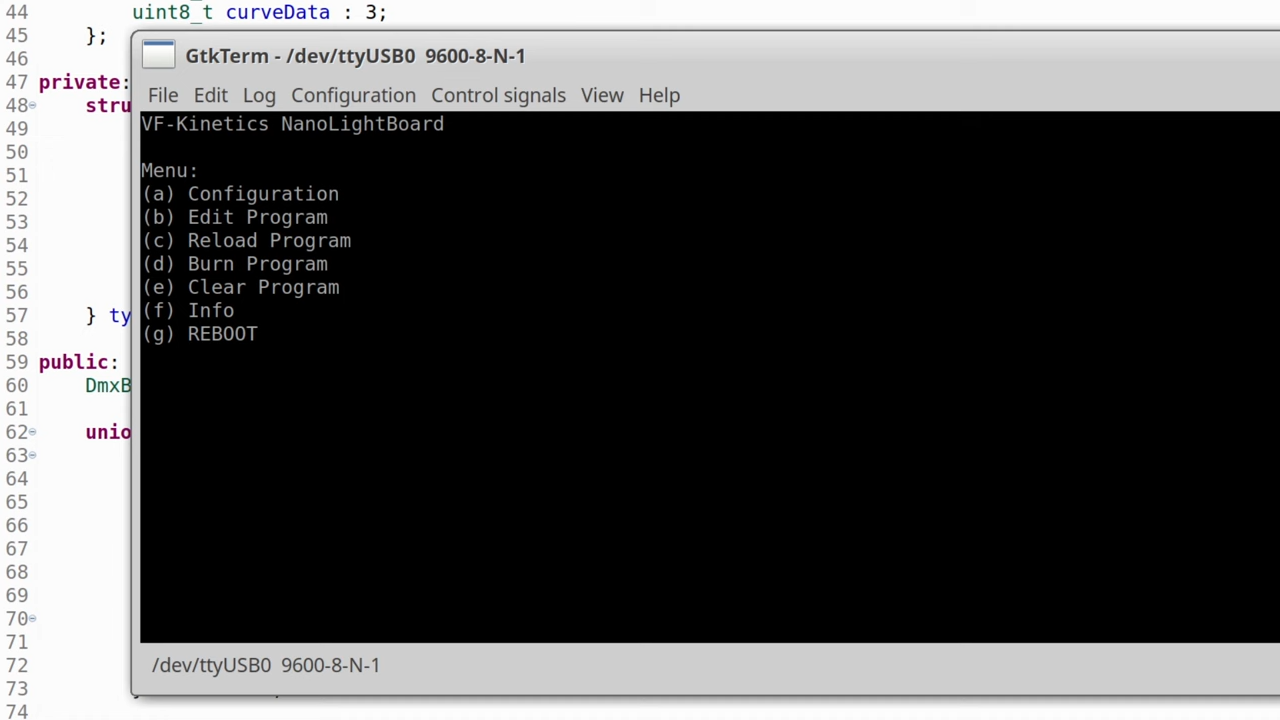 44 uint8_t curveData : 3;
45 };
46
GtkTerm - /dev/ttyUSB0 9600-8-N-1
47 private:
File Edit Log Configuration Control signals View Help
48 stru
49 VF-Kinetics NanoLightBoard
50
51 Menu:
52 (a) Configuration
53 (b) Edit Program
54 (c) Reload Program
55 (d) Burn Program
56 (e) Clear Program
57 } ty (f) Info
58 (g) REBOOT
59 public:
60 DmxB
61
62 unio
63
64
65
66
67
68
69
70
71
72 /dev/ttyUSB0 9600-8-N-1
73
74